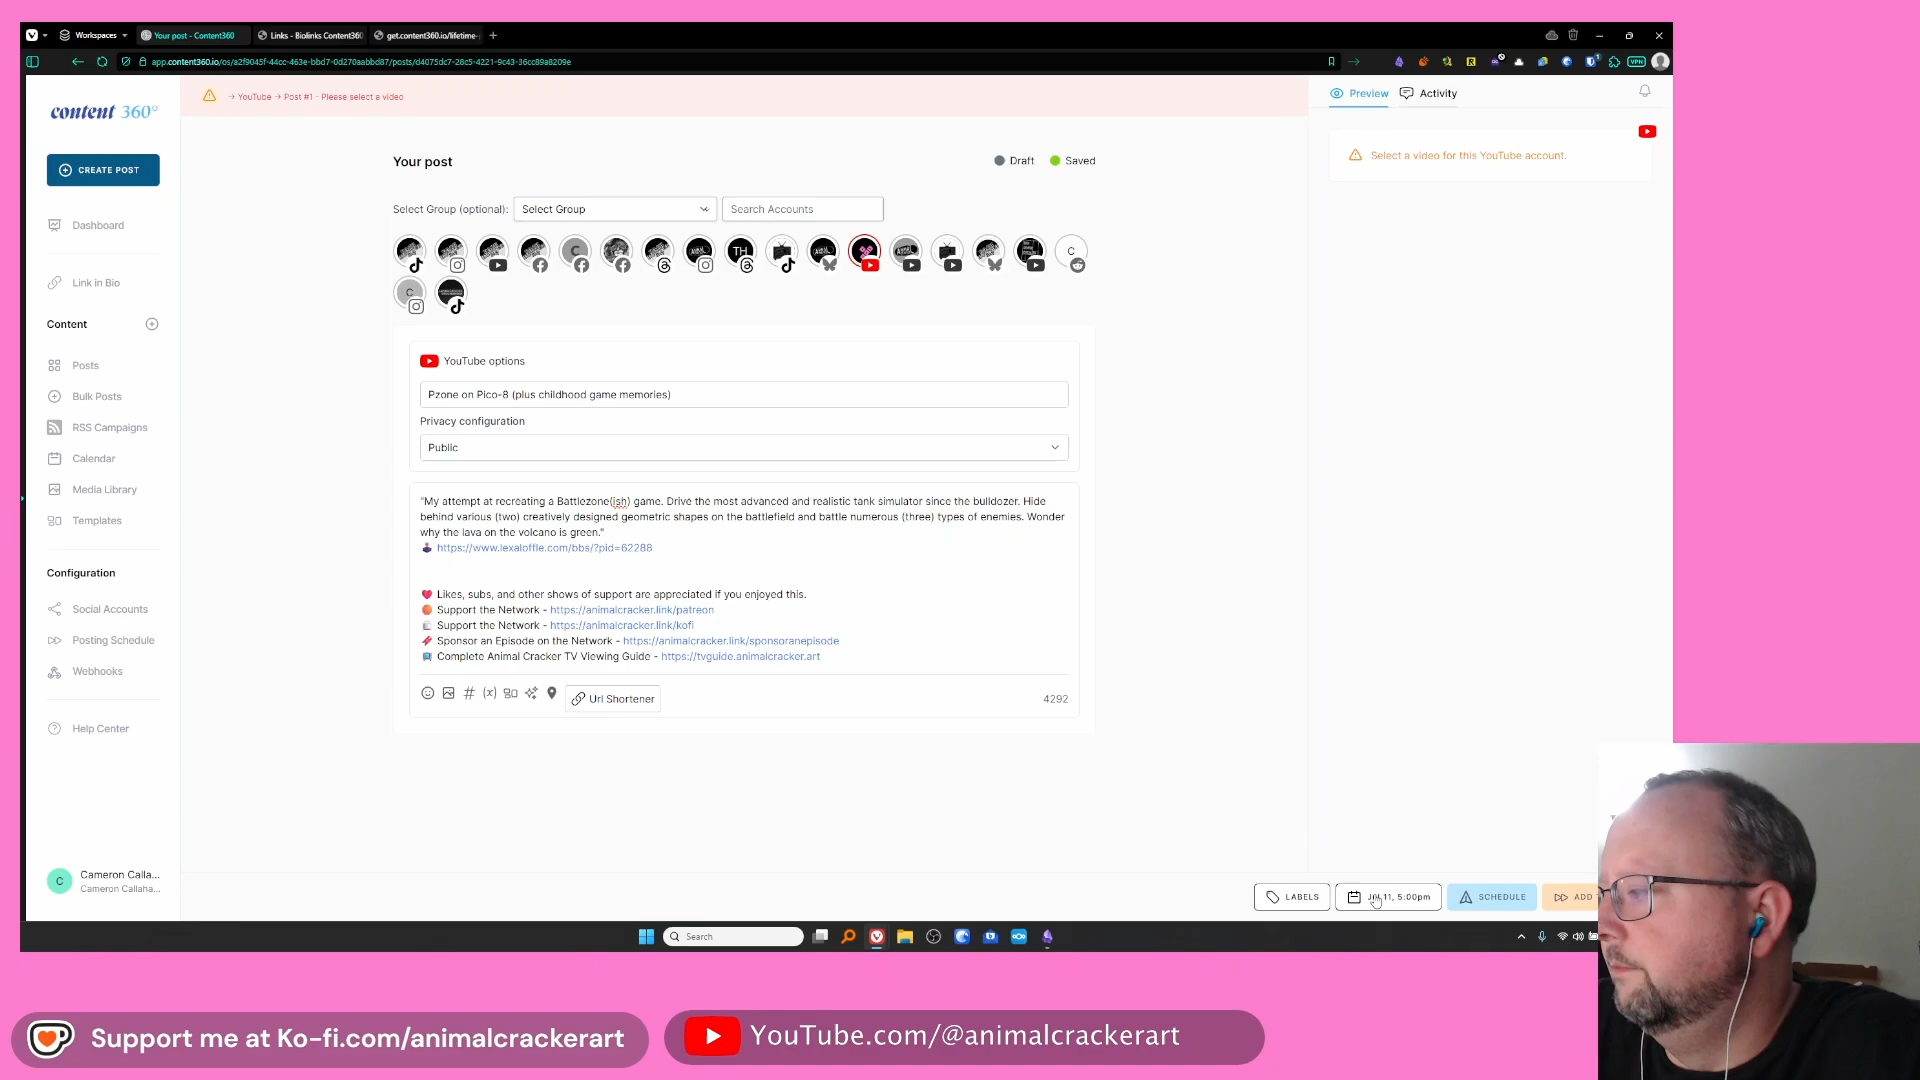 Workspaces
Your post - Content360
Links - Biolinks Content360
get.content360.io/lifetime-
app.content360.io/os/a2f9045f-44cc-463e-bbd7-0d270aabbd87/posts/d4075dc7-28c5-4221-9c43-36cc89a8209e
VPN
content 360°
→ YouTube → Post #1 - Please select a video
Preview
Activity
CREATE POST
Your post
Draft
Saved
Select a video for this YouTube account.
Select Group (optional):
Select Group
Search Accounts
Dashboard
Link in Bio
Content
Posts
Bulk Posts
RSS Campaigns
Calendar
Media Library
Templates
Configuration
Social Accounts
Posting Schedule
Webhooks
Help Center
TH
C
C
C
YouTube options
Pzone on Pico-8 (plus childhood game memories)
Privacy configuration
Public
"My attempt at recreating a Battlezone(ish) game. Drive the most advanced and realistic tank simulator since the bulldozer. Hide
behind various (two) creatively designed geometric shapes on the battlefield and battle numerous (three) types of enemies. Wonder
why the lava on the volcano is green."
https://www.lexaloffle.com/bbs/?pid=62288
Likes, subs, and other shows of support are appreciated if you enjoyed this.
Support the Network - https://animalcracker.link/patreon
Support the Network - https://animalcracker.link/kofi
Sponsor an Episode on the Network - https://animalcracker.link/sponsoranepisode
Complete Animal Cracker TV Viewing Guide - https://tvguide.animalcracker.art
Url Shortener
4292
C
Cameron Calla...
Cameron Callaha...
LABELS
11, 5:00pm
SCHEDULE
ADD
Search
Support me at Ko-fi.com/animalcrackerart
YouTube.com/@animalcrackerart